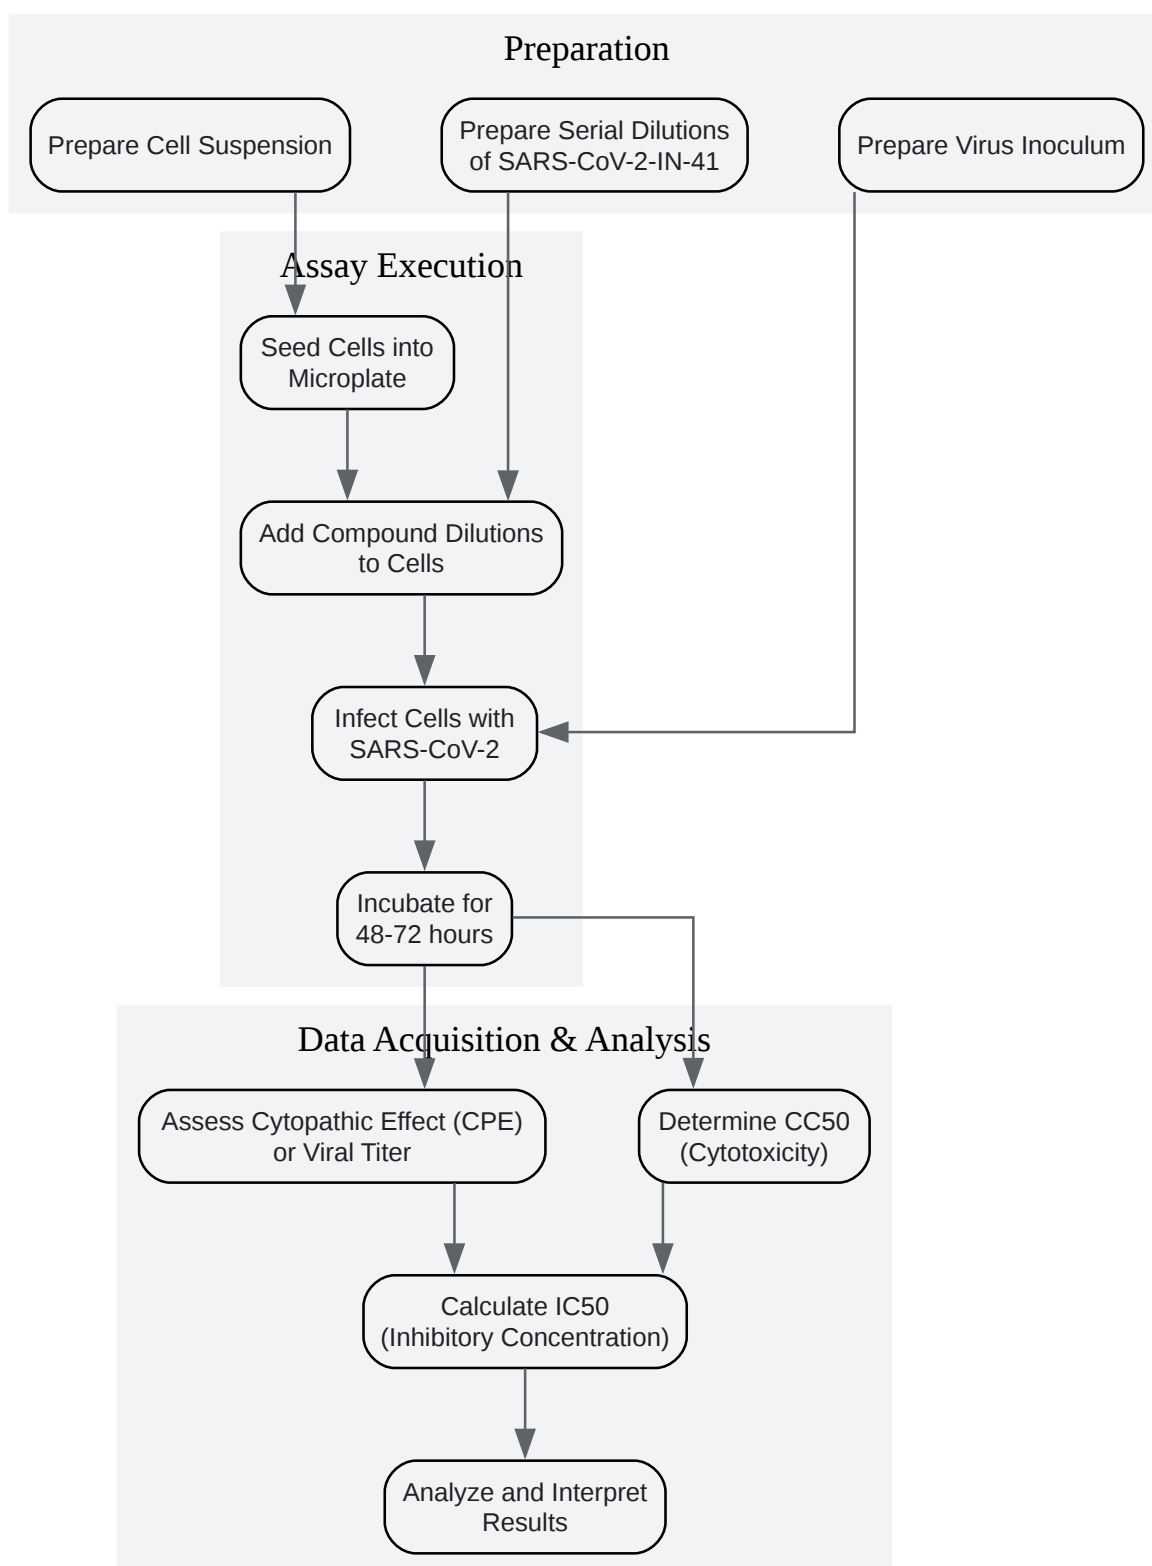 Preparation
Prepare Cell Suspension
Prepare Serial Dilutions
of SARS-CoV-2-IN-41
Prepare Virus Inoculum
Assay Execution
Seed Cells into
Microplate
Add Compound Dilutions
to Cells
Infect Cells with
SARS-CoV-2
Incubate for
48-72 hours
Data Acquisition & Analysis
Assess Cytopathic Effect (CPE)
or Viral Titer
Determine CC50
(Cytotoxicity)
Calculate IC50
(Inhibitory Concentration)
Analyze and Interpret
Results